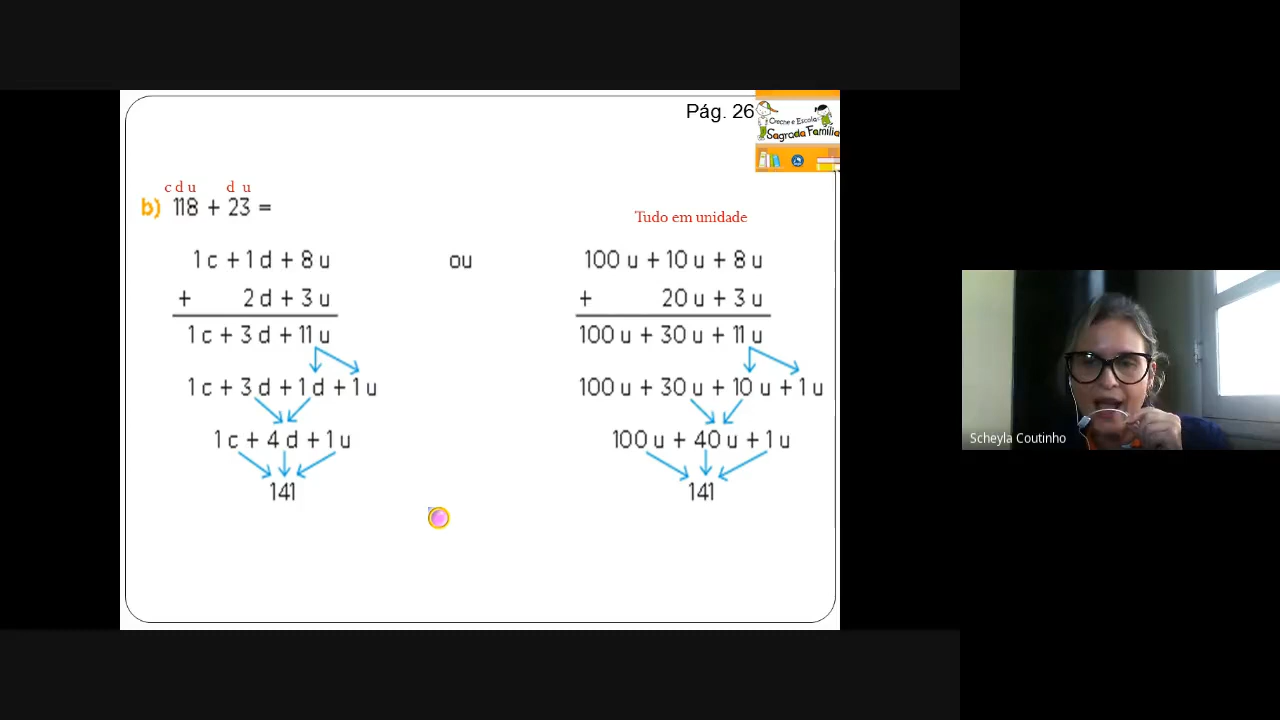 Pág. 26
Creche e Escola
Sagrada Família
c d u d u
b) 118 + 23 =
Tudo em unidade
1 c + 1 d + 8 u
+ 2 d + 3 u
1 c + 3 d + 11 u
1 c + 3 d + 1 d + 1 u
1 c + 4 d + 1 u
141
ou
100 u + 10 u + 8 u
+ 20 u + 3 u
100 u + 30 u + 11 u
100 u + 30 u + 10 u + 1 u
100 u + 40 u + 1 u
141
Scheyla Coutinho